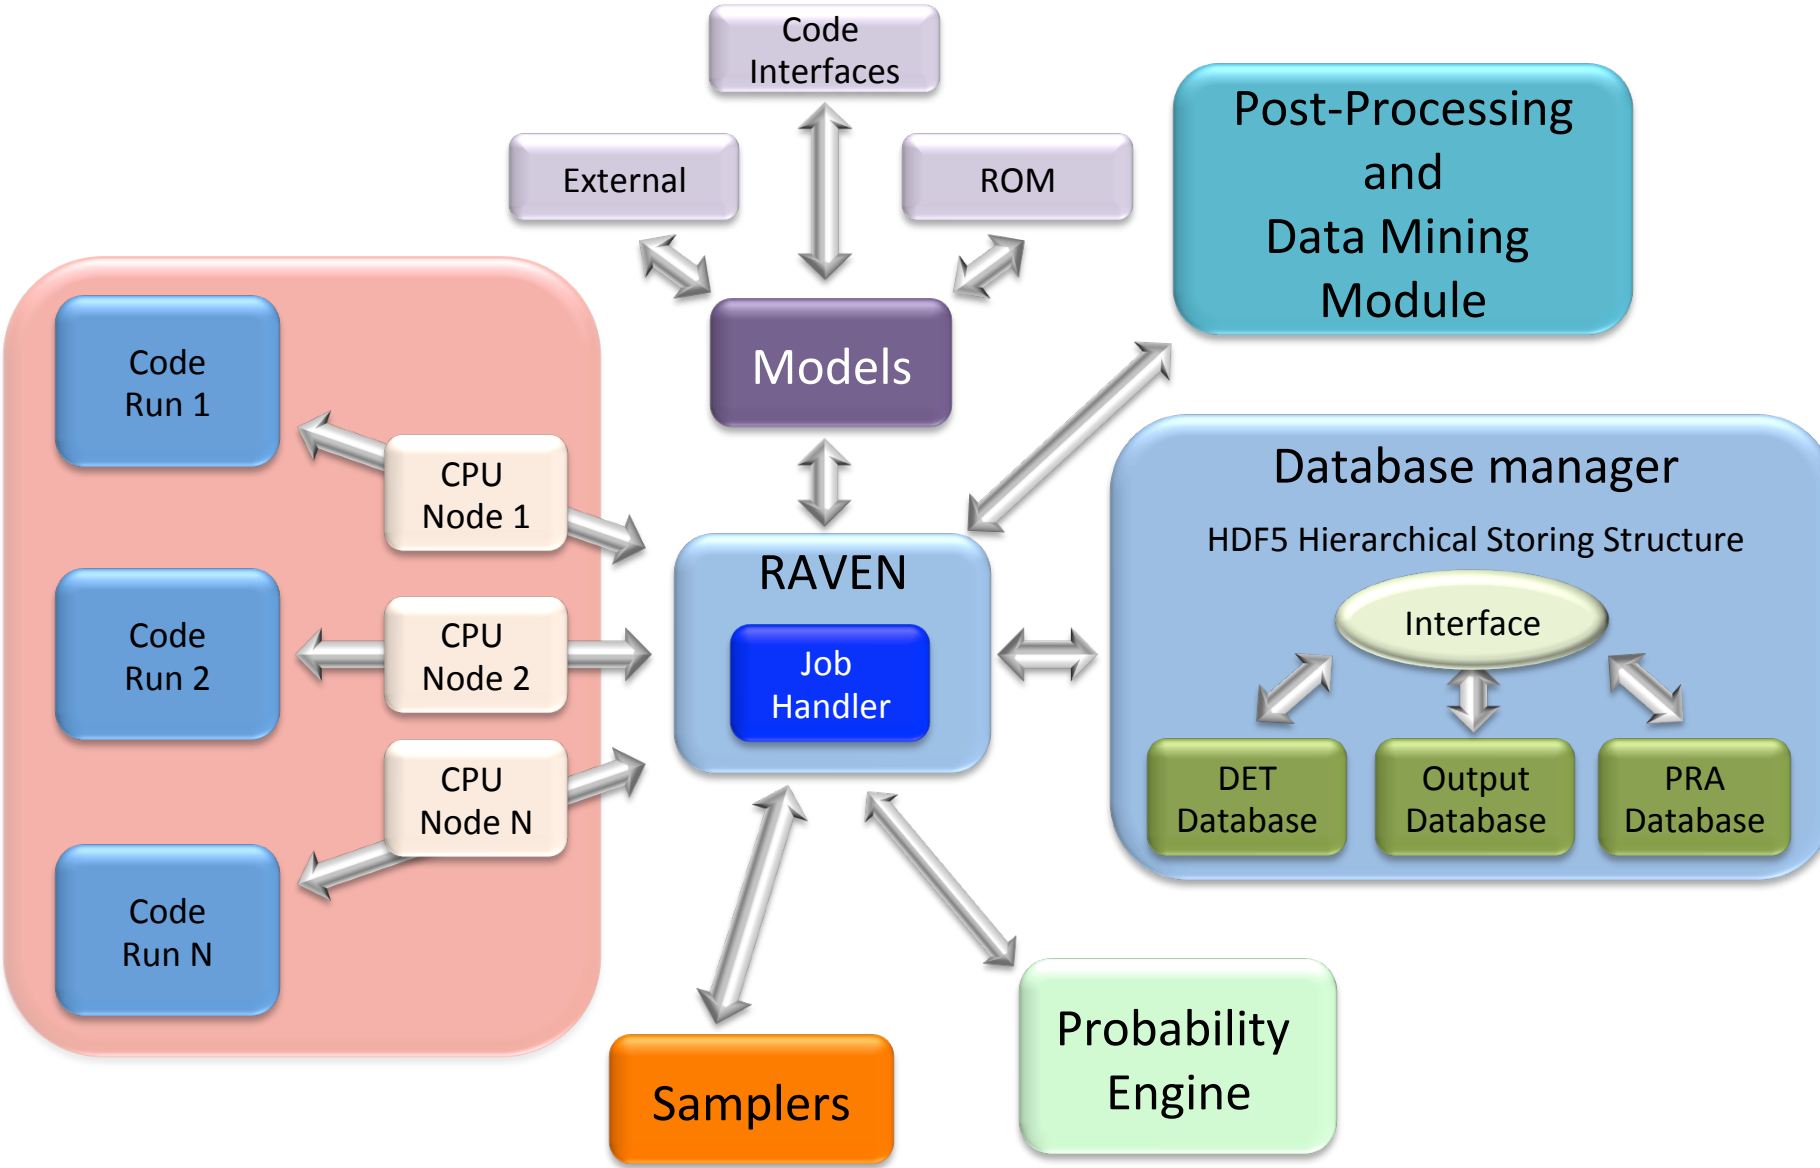 Code
Interfaces
External
ROM
Post-Processing
and
Data Mining
Module
Models
Code
Run 1
CPU
Node 1
Code
Run 2
CPU
Node 2
CPU
Node N
Code
Run N
RAVEN
Job
Handler
Database manager
HDF5 Hierarchical Storing Structure
Interface
DET
Database
Output
Database
PRA
Database
Samplers
Probability
Engine